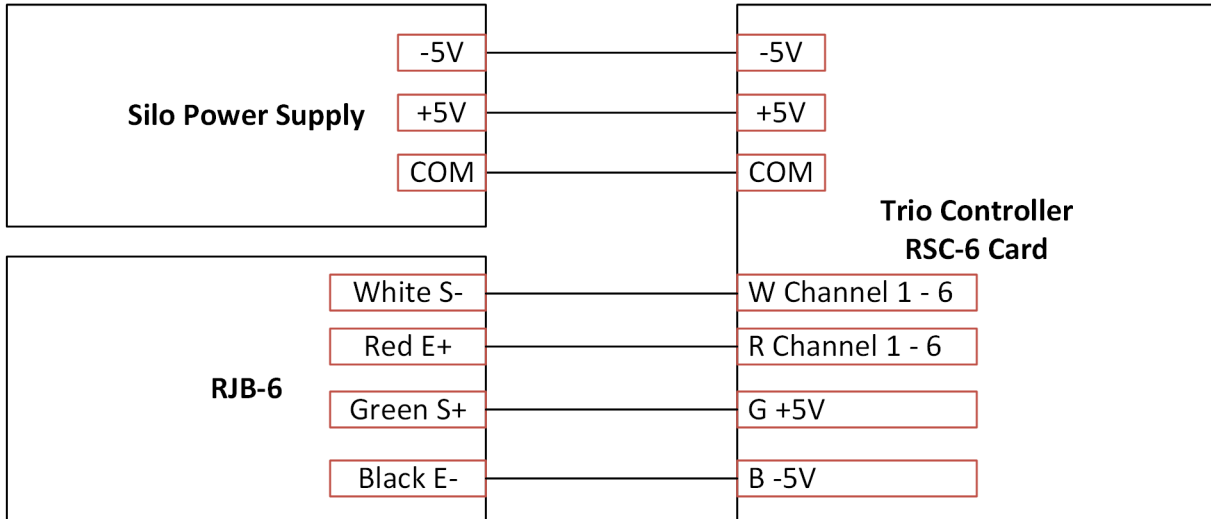 Silo Power Supply
-5V
+5V
COM
-5V
+5V
COM
Trio Controller
RSC-6 Card
RJB-6
White S-
Red E+
Green S+
Black E-
W Channel 1 - 6
R Channel 1 - 6
G +5V
B -5V